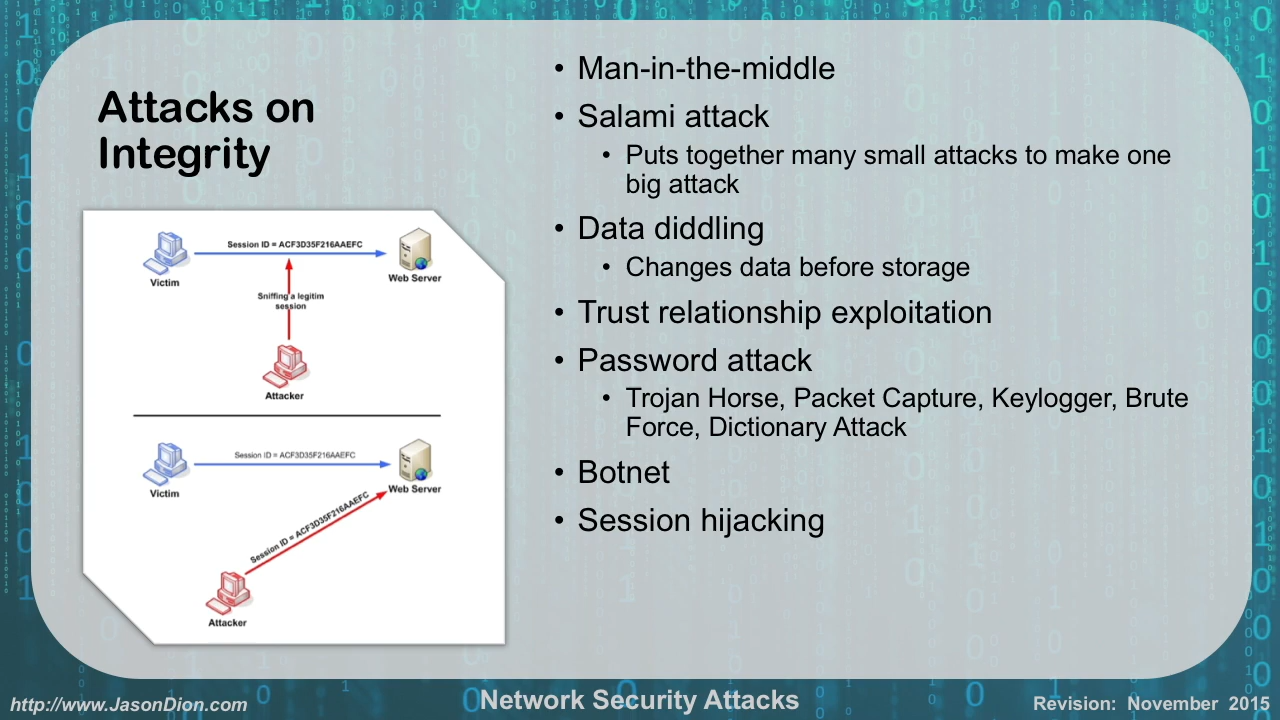 Attacks on
Integrity
Session ID = ACF3D35F216AAEFC
Victim
Web Server
Sniffing a legitim
session
Attacker
Session ID = ACF3D35F216AAEFC
Victim
Web Server
Session ID = ACF3D35F216AAEFC
Attacker
• Man-in-the-middle
• Salami attack
• Puts together many small attacks to make one
big attack
• Data diddling
• Changes data before storage
• Trust relationship exploitation
• Password attack
• Trojan Horse, Packet Capture, Keylogger, Brute
Force, Dictionary Attack
• Botnet
• Session hijacking
http://www.JasonDion.com
Network Security Attacks
Revision: November 2015